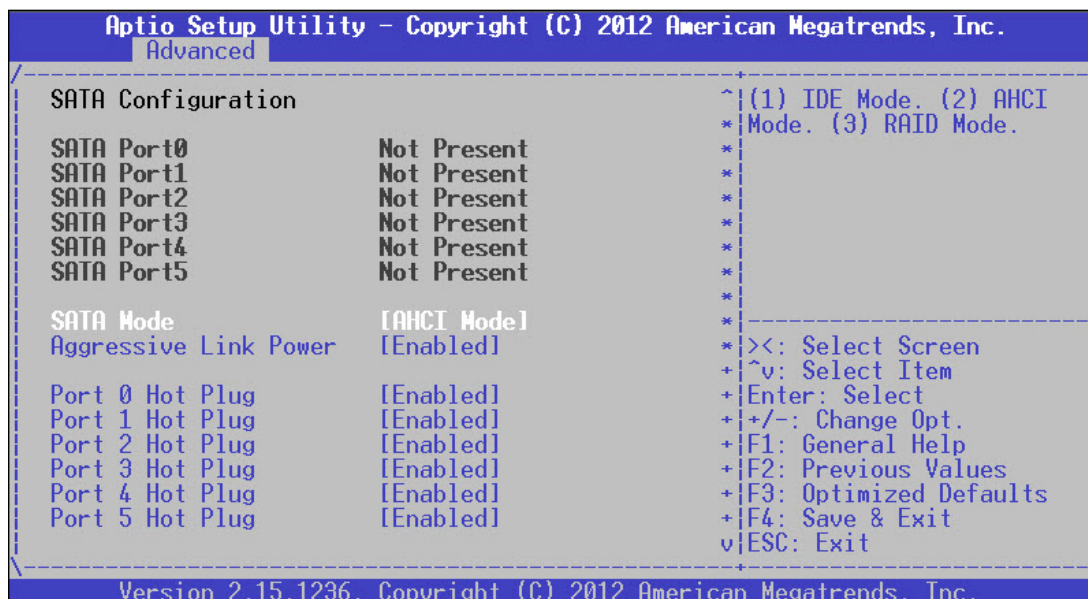 Aptio Setup Utility - Copyright (C) 2012 American Megatrends, Inc.
Advanced
SATA Configuration
SATA Port0 Not Present
SATA Port1 Not Present
SATA Port2 Not Present
SATA Port3 Not Present
SATA Port4 Not Present
SATA Port5 Not Present
SATA Mode [AHCI Mode]
Aggressive Link Power [Enabled]
Port 0 Hot Plug [Enabled]
Port 1 Hot Plug [Enabled]
Port 2 Hot Plug [Enabled]
Port 3 Hot Plug [Enabled]
Port 4 Hot Plug [Enabled]
Port 5 Hot Plug [Enabled]
(1) IDE Mode. (2) AHCI
Mode. (3) RAID Mode.
><: Select Screen
^v: Select Item
Enter: Select
+/-: Change Opt.
F1: General Help
F2: Previous Values
F3: Optimized Defaults
F4: Save & Exit
ESC: Exit
Version 2.15.1236. Copyright (C) 2012 American Megatrends, Inc.